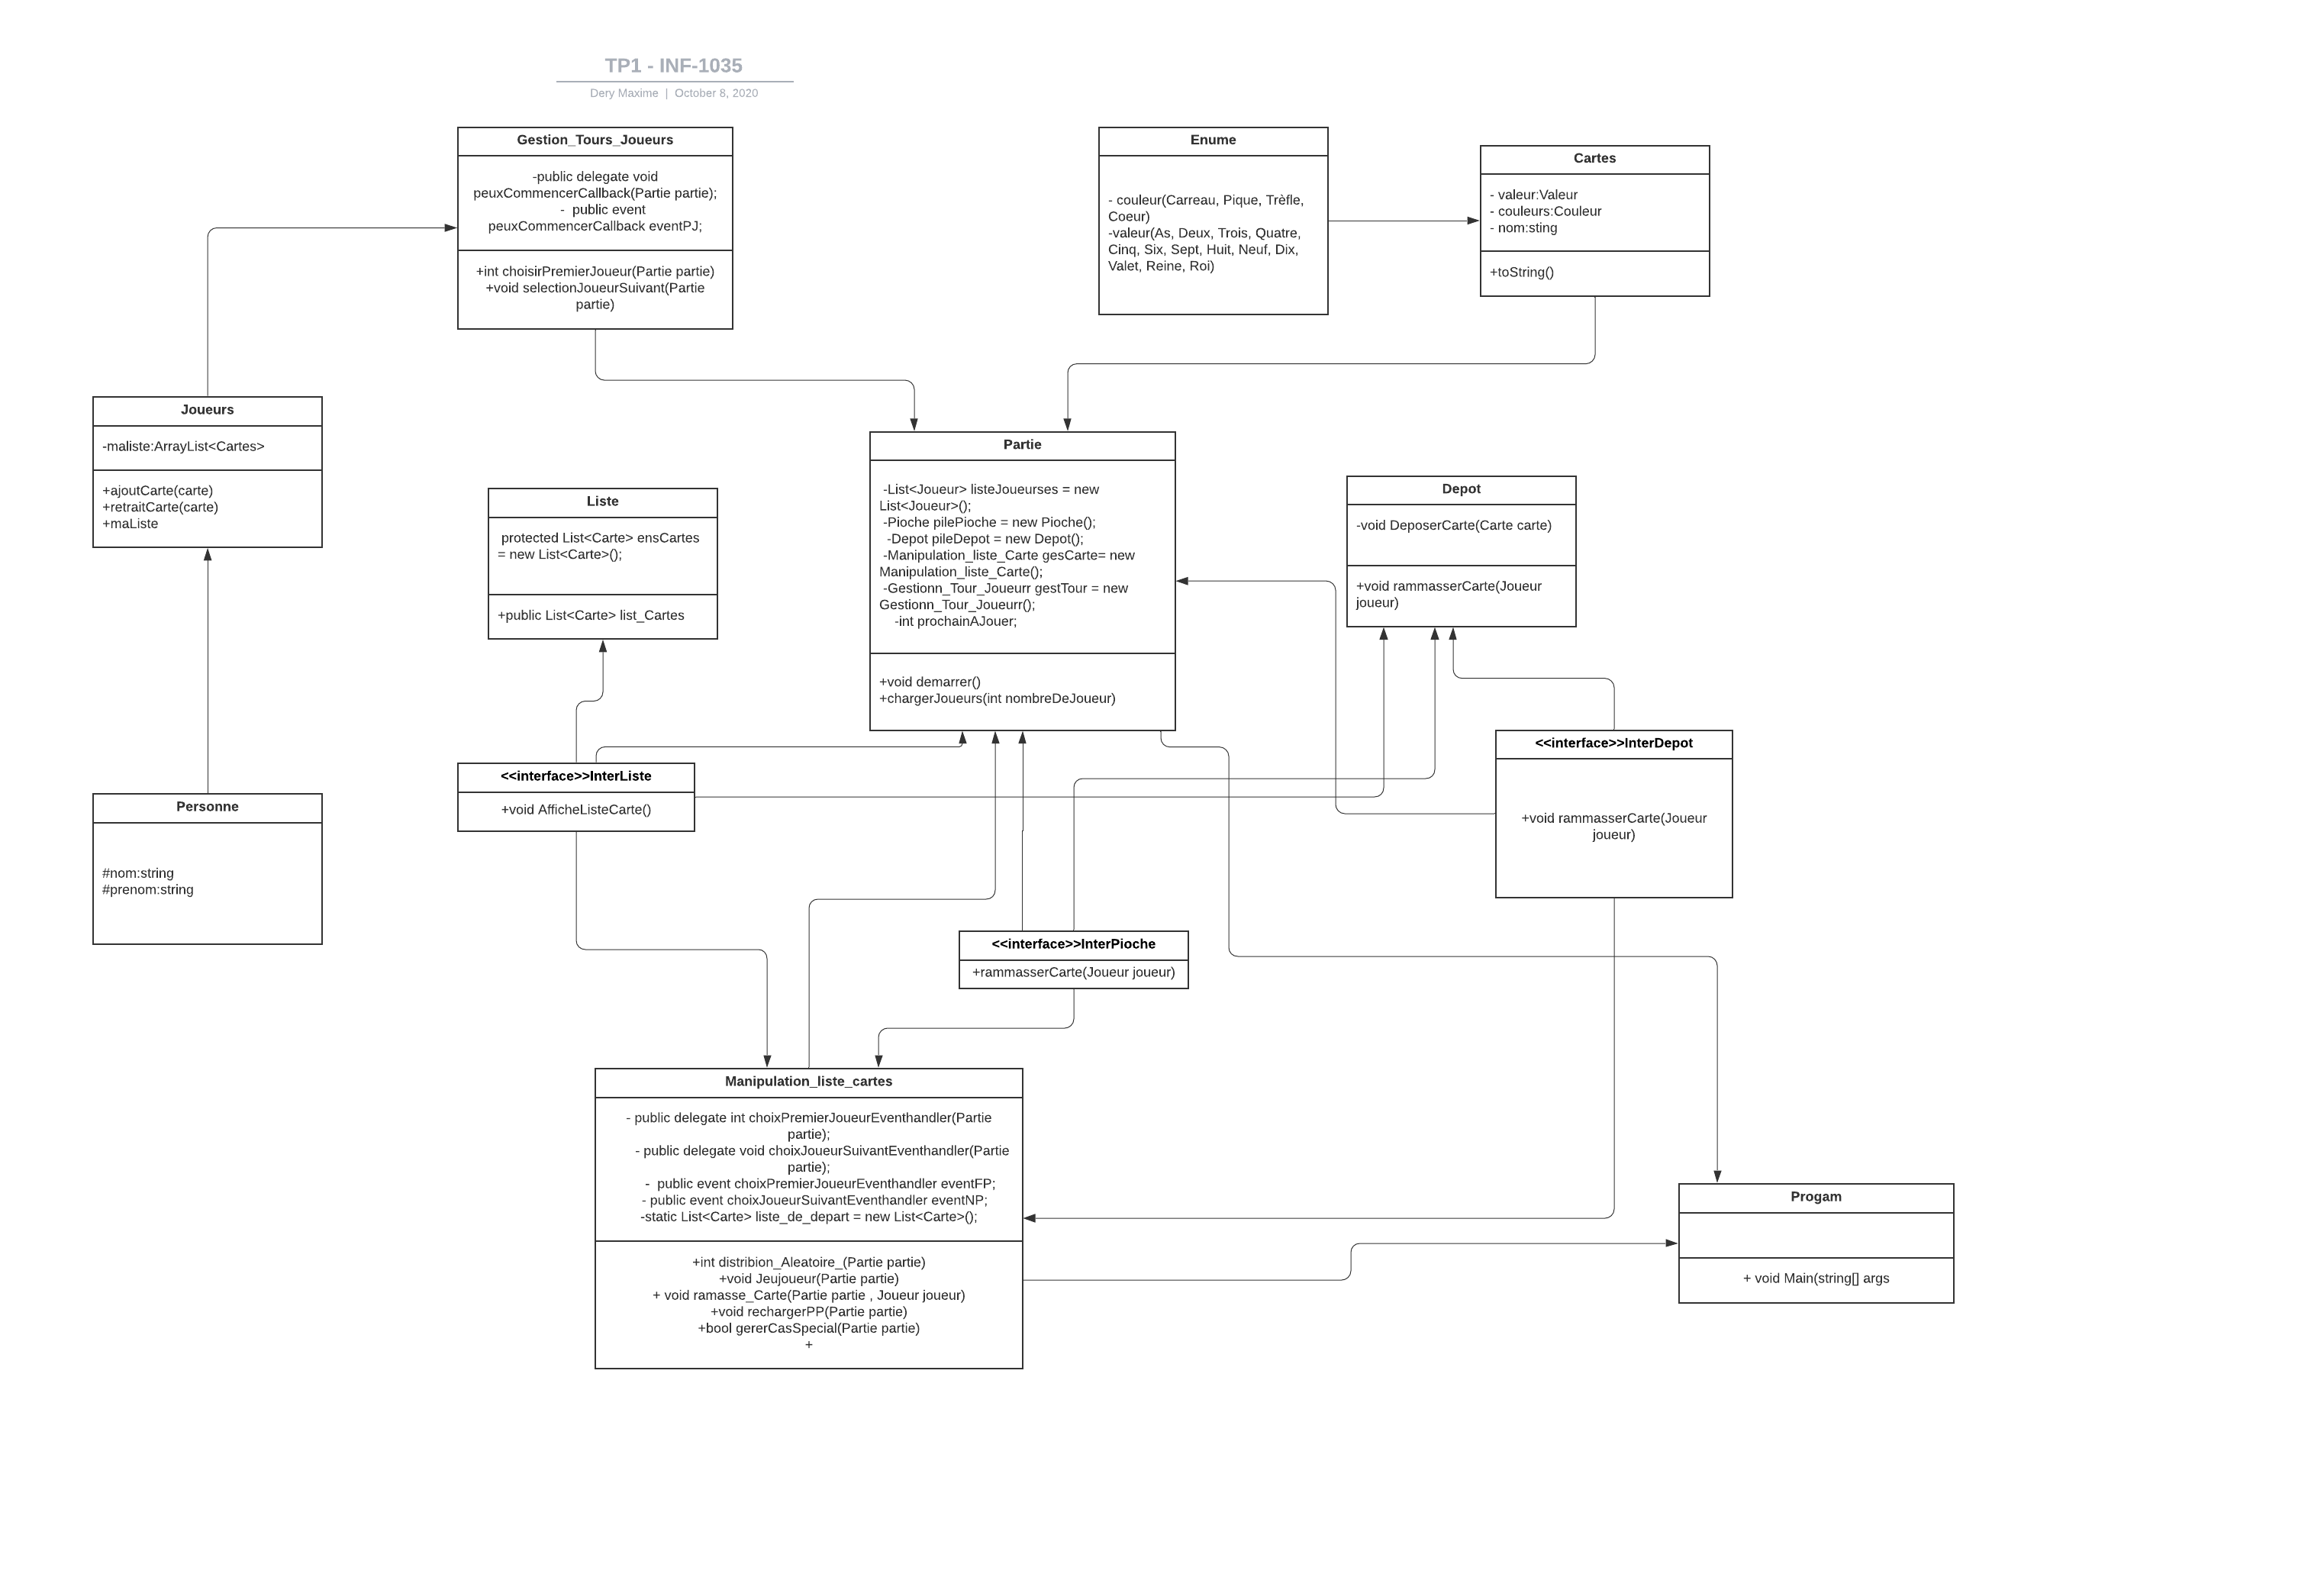 TP1 - INF-1035
Dery Maxime | October 8, 2020
Gestion_Tours_Joueurs
-public delegate void
peuxCommencerCallback(Partie partie);
- public event
peuxCommencerCallback eventPJ;
+int choisirPremierJoueur(Partie partie)
+void selectionJoueurSuivant(Partie
partie)
Enume
- couleur(Carreau, Pique, Trèfle,
Coeur)
-valeur(As, Deux, Trois, Quatre,
Cinq, Six, Sept, Huit, Neuf, Dix,
Valet, Reine, Roi)
Cartes
- valeur:Valeur
- couleurs:Couleur
- nom:sting
+toString()
Joueurs
-maliste:ArrayList<Cartes>
+ajoutCarte(carte)
+retraitCarte(carte)
+maListe
Liste
protected List<Carte> ensCartes
= new List<Carte>();
+public List<Carte> list_Cartes
Partie
-List<Joueur> listeJoueurses = new
List<Joueur>();
-Pioche pilePioche = new Pioche();
-Depot pileDepot = new Depot();
-Manipulation_liste_Carte gesCarte= new
Manipulation_liste_Carte();
-Gestionn_Tour_Joueurr gestTour = new
Gestionn_Tour_Joueurr();
-int prochainAJouer;
+void demarrer()
+chargerJoueurs(int nombreDeJoueur)
Depot
-void DeposerCarte(Carte carte)
+void rammasserCarte(Joueur
joueur)
<<interface>>InterListe
+void AfficheListeCarte()
<<interface>>InterDepot
+void rammasserCarte(Joueur
joueur)
Personne
#nom:string
#prenom:string
<<interface>>InterPioche
+rammasserCarte(Joueur joueur)
Manipulation_liste_cartes
- public delegate int choixPremierJoueurEventhandler(Partie
partie);
- public delegate void choixJoueurSuivantEventhandler(Partie
partie);
- public event choixPremierJoueurEventhandler eventFP;
- public event choixJoueurSuivantEventhandler eventNP;
-static List<Carte> liste_de_depart = new List<Carte>();
+int distribion_Aleatoire_(Partie partie)
+void Jeujoueur(Partie partie)
+ void ramasse_Carte(Partie partie , Joueur joueur)
+void rechargerPP(Partie partie)
+bool gererCasSpecial(Partie partie)
+
Progam
+ void Main(string[] args